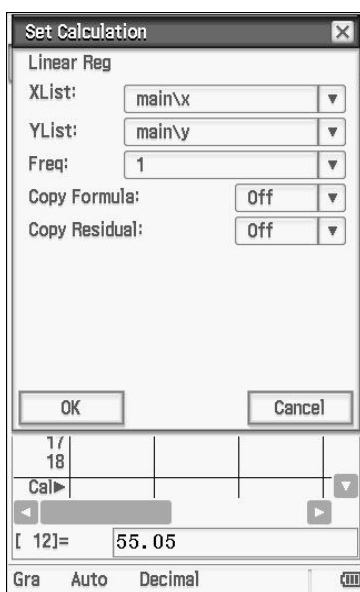 Set Calculation
Linear Reg
XList: main\x
YList: main\y
Freq: 1
Copy Formula: Off
Copy Residual: Off
OK Cancel
17
18
Cal▶
[ 12]= 55.05
Gra Auto Decimal